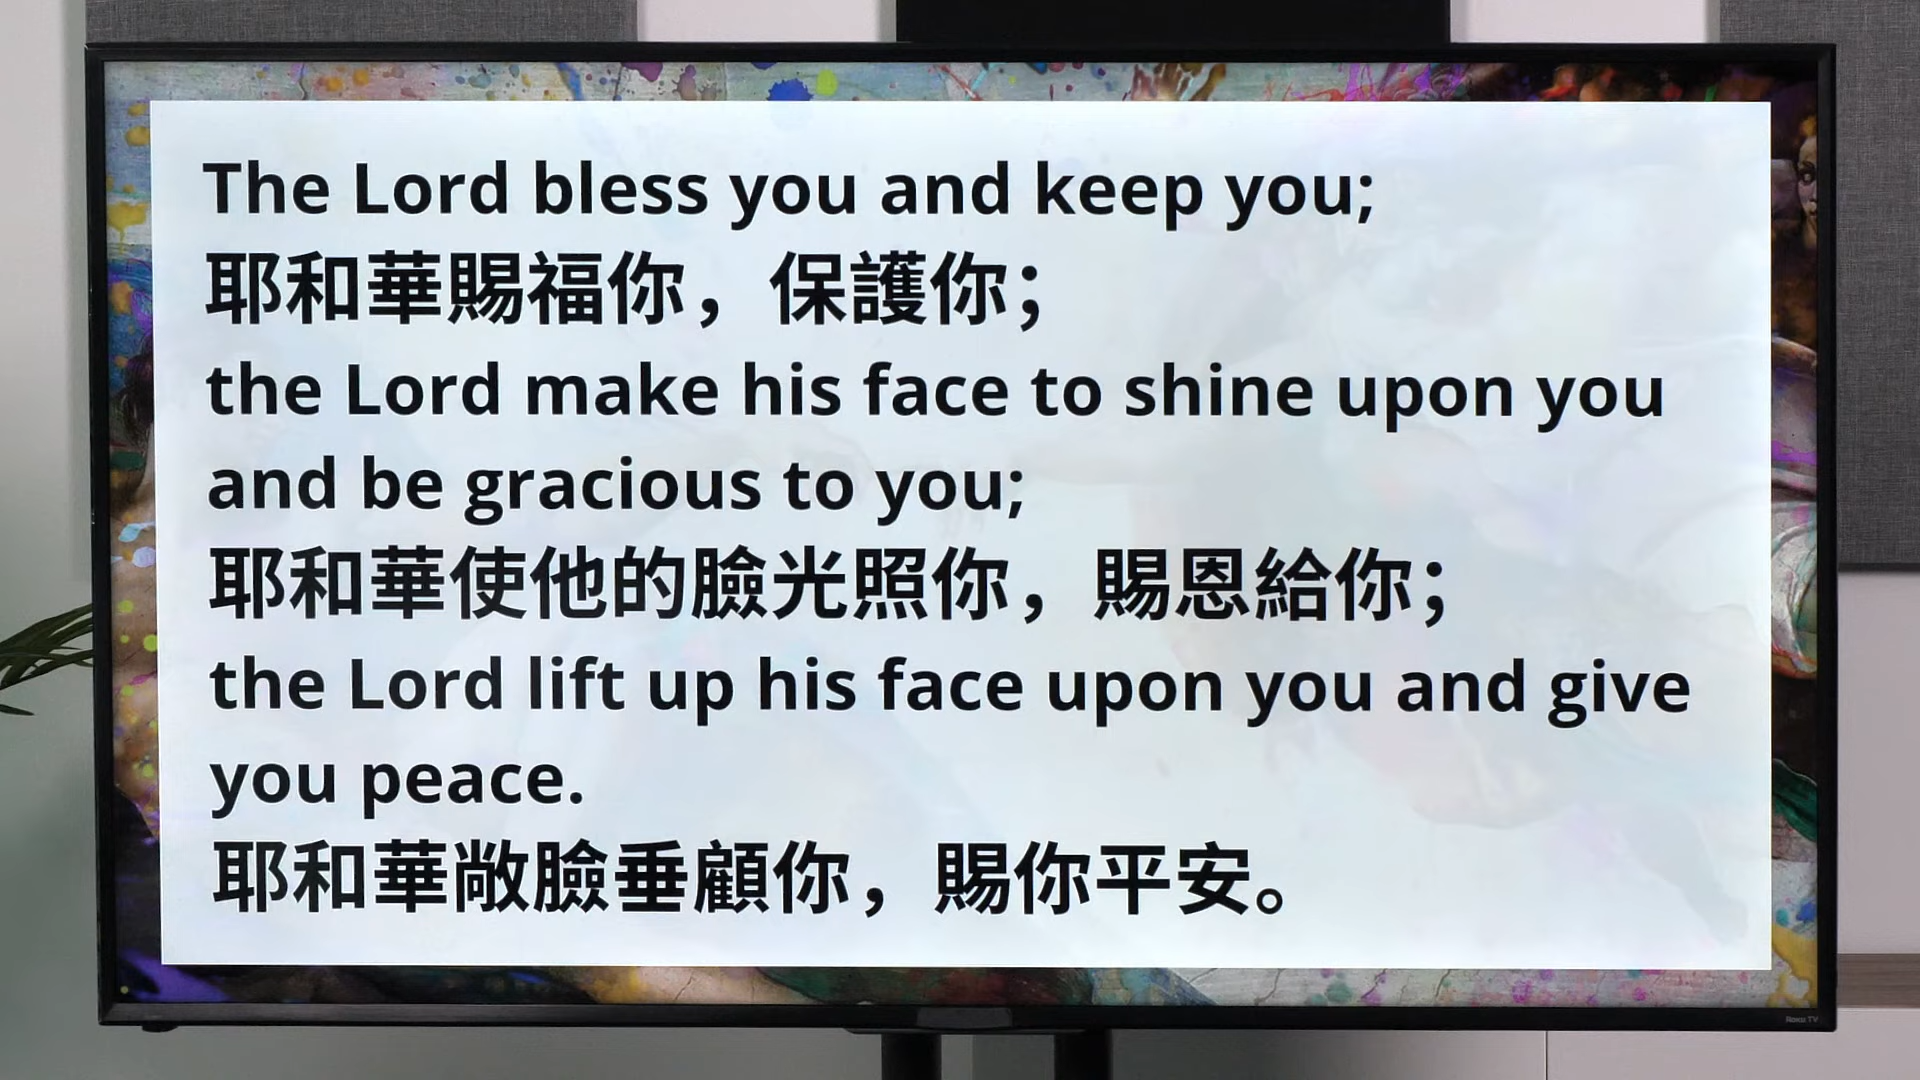 The Lord bless you and keep you;
耶和華賜福你，保護你；
the Lord make his face to shine upon you
and be gracious to you;
耶和華使他的臉光照你，賜恩給你；
the Lord lift up his face upon you and give
you peace.
耶和華敞臉垂顧你，賜你平安。
Roku TV